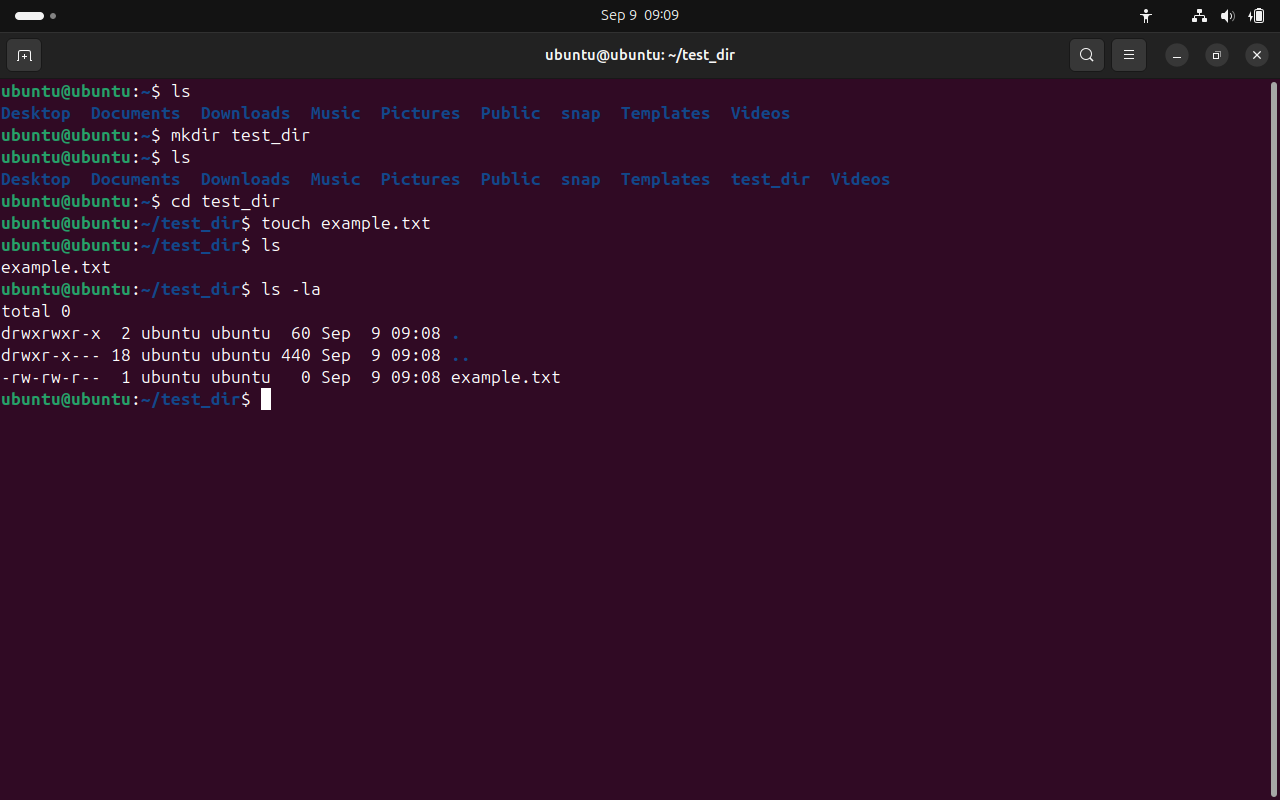 Sep 9 09:09
ubuntu@ubuntu: ~/test_dir
ubuntu@ubuntu:~$ ls
Desktop  Documents  Downloads  Music  Pictures  Public  snap  Templates  Videos
ubuntu@ubuntu:~$ mkdir test_dir
ubuntu@ubuntu:~$ ls
Desktop  Documents  Downloads  Music  Pictures  Public  snap  Templates  test_dir  Videos
ubuntu@ubuntu:~$ cd test_dir
ubuntu@ubuntu:~/test_dir$ touch example.txt
ubuntu@ubuntu:~/test_dir$ ls
example.txt
ubuntu@ubuntu:~/test_dir$ ls -la
total 0
drwxrwxr-x  2 ubuntu ubuntu  60 Sep  9 09:08 .
drwxr-x--- 18 ubuntu ubuntu 440 Sep  9 09:08 ..
-rw-rw-r--  1 ubuntu ubuntu   0 Sep  9 09:08 example.txt
ubuntu@ubuntu:~/test_dir$